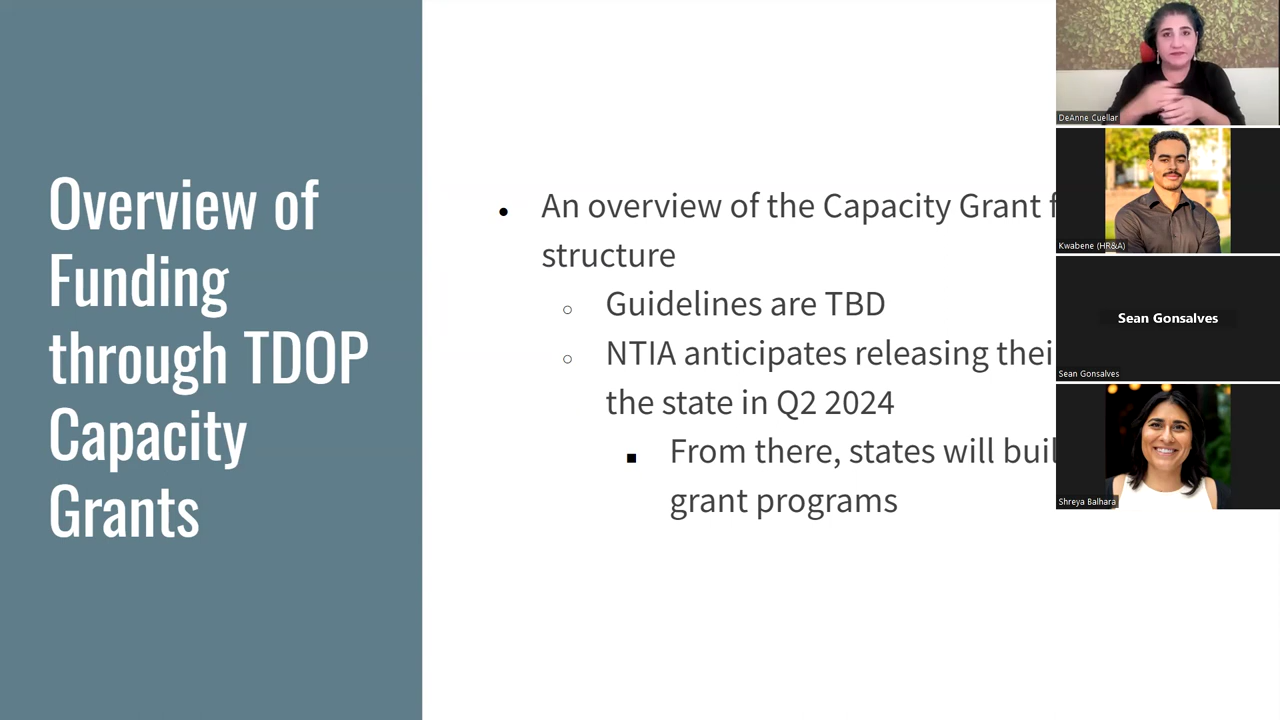 Overview of
Funding
through TDOP
Capacity
Grants
An overview of the Capacity Grant
structure
Guidelines are TBD
NTIA anticipates releasing
the state in Q2 2024
From there, states will
grant programs
DeAnne Cuellar
Kwabene (HR&A)
Sean Gonsalves
Sean Gonsalves
Shreya Balhara